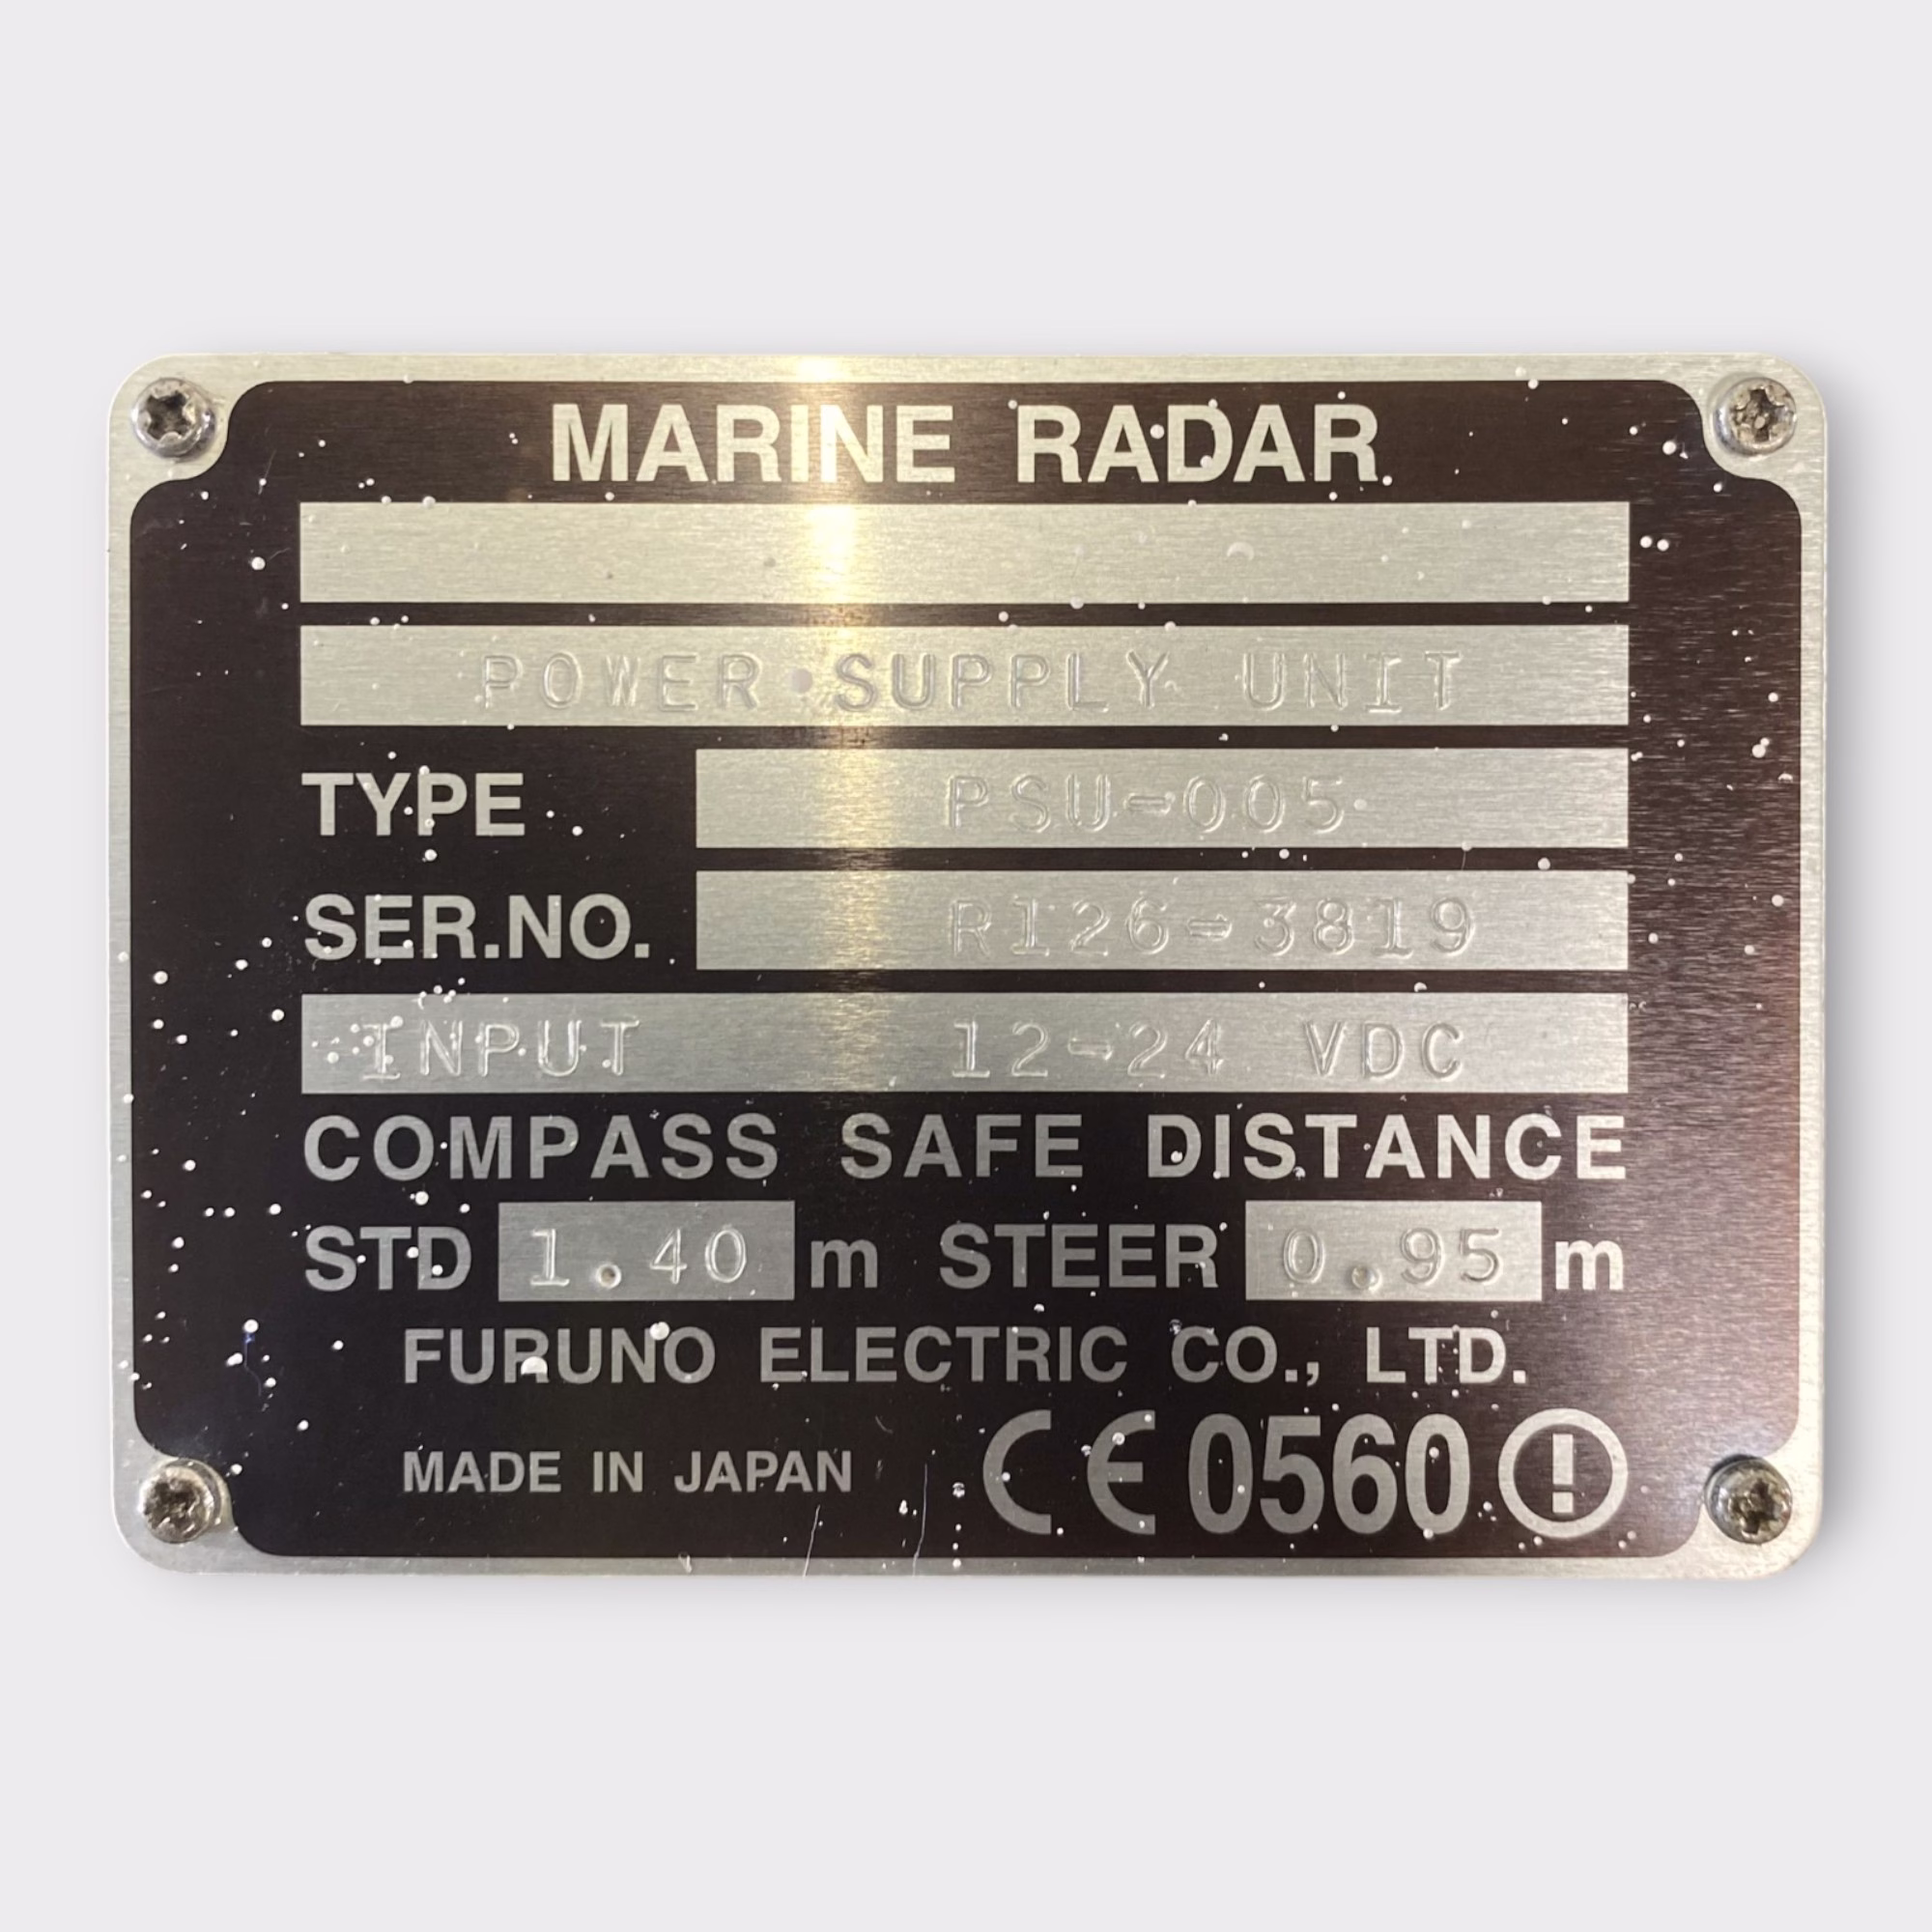 MARINE RADAR
POWER SUPPLY UNIT
TYPE PSU-005
SER.NO. R126-3819
INPUT 12-24 VDC
COMPASS SAFE DISTANCE
STD 1.40 m STEER 0.95 m
FURUNO ELECTRIC CO., LTD.
MADE IN JAPAN CE 0560 !